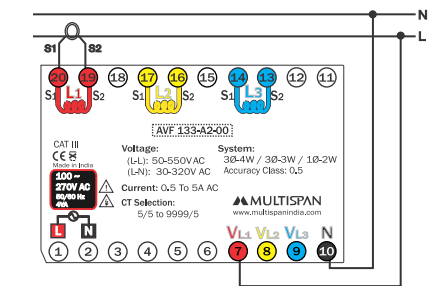 N
L
S1 S2
20 19 18 17 16 15 14 13 12 11
S1 L1 S2 S1 L2 S2 S1 L3 S2
AVF 133-A2-00
CAT III
CE
Made in India
100 ~
270V AC
50/60 Hz
4VA
L N
Voltage:
(L-L): 50-550V AC
(L-N): 30-320V AC
Current: 0.5 To 5A AC
CT Selection:
5/5 to 9999/5
System:
3Ø-4W / 3Ø-3W / 1Ø-2W
Accuracy Class: 0.5
MULTISPAN
www.multispanindia.com
VL1 VL2 VL3 N
1 2 3 4 5 6 7 8 9 10